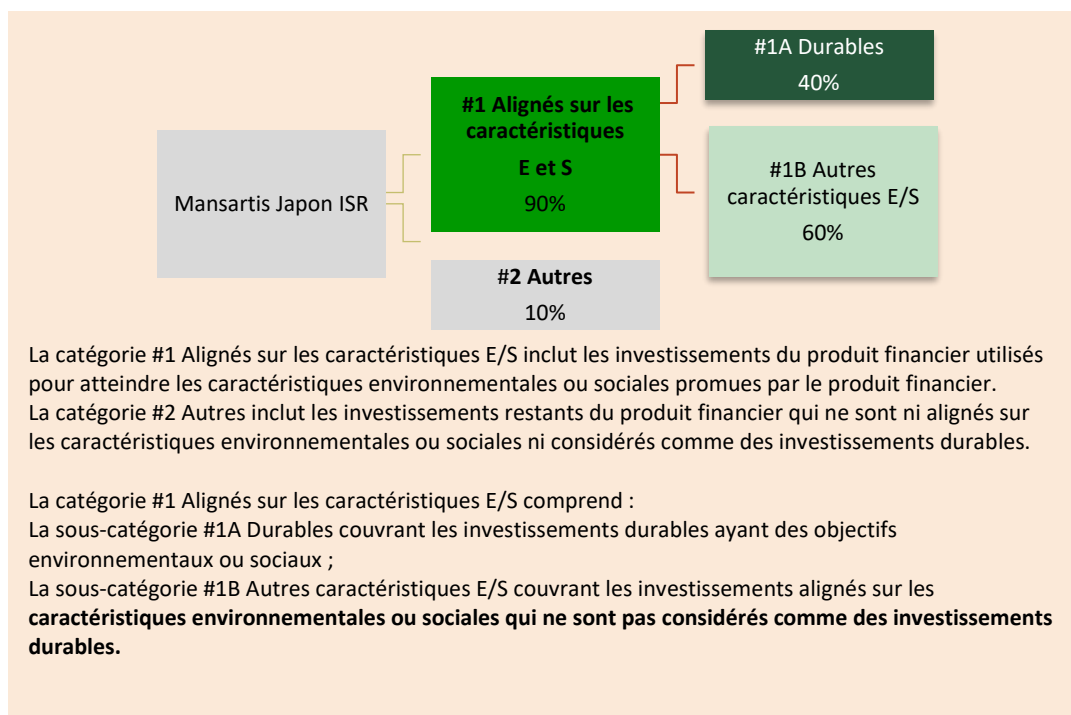 #1A Durables
40%
#1 Alignés sur les
caractéristiques
E et S
90%
Mansartis Japon ISR
#1B Autres
caractéristiques E/S
60%
#2 Autres
10%
La catégorie #1 Alignés sur les caractéristiques E/S inclut les investissements du produit financier utilisés
pour atteindre les caractéristiques environnementales ou sociales promues par le produit financier.
La catégorie #2 Autres inclut les investissements restants du produit financier qui ne sont ni alignés sur
les caractéristiques environnementales ou sociales ni considérés comme des investissements durables.
La catégorie #1 Alignés sur les caractéristiques E/S comprend :
La sous-catégorie #1A Durables couvrant les investissements durables ayant des objectifs
environnementaux ou sociaux ;
La sous-catégorie #1B Autres caractéristiques E/S couvrant les investissements alignés sur les
caractéristiques environnementales ou sociales qui ne sont pas considérés comme des investissements
durables.